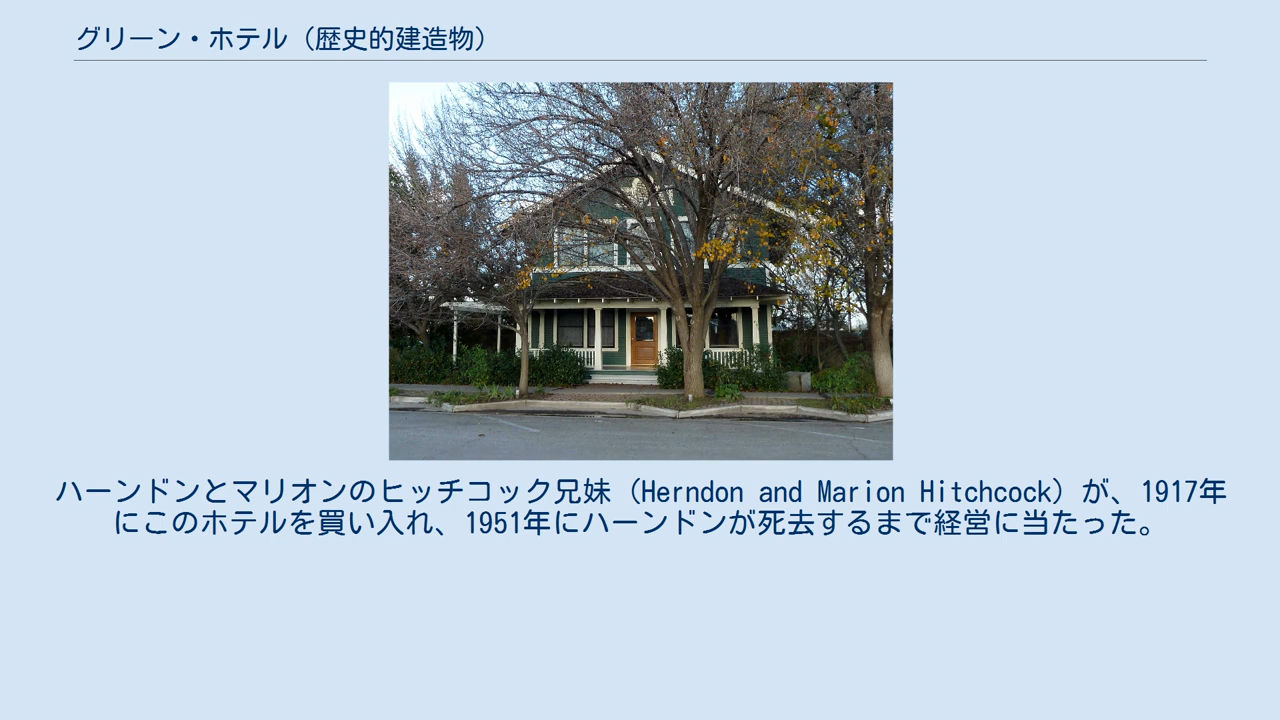 グリーン・ホテル（歴史的建造物）
ハーンドンとマリオンのヒッチコック兄妹（Herndon and Marion Hitchcock）が、1917年
にこのホテルを買い入れ、1951年にハーンドンが死去するまで経営に当たった。